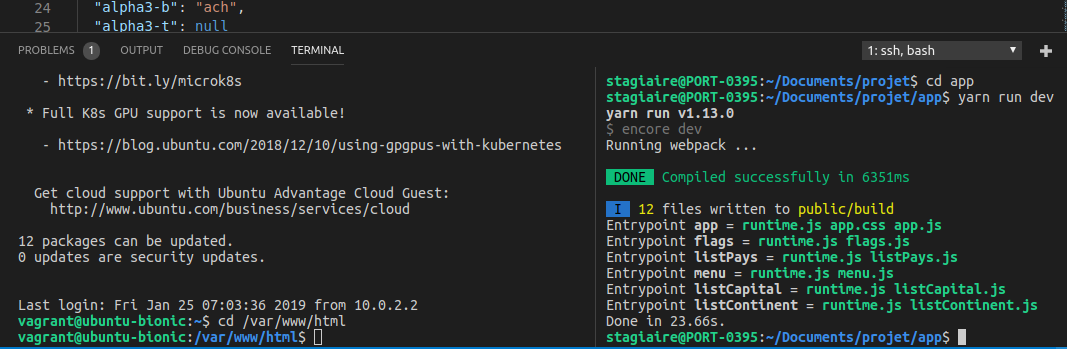 24 "alpha3-b": "ach",
25 "alpha3-t": null
PROBLEMS 1 OUTPUT DEBUG CONSOLE TERMINAL 1: ssh, bash
- https://bit.ly/microk8s
* Full K8s GPU support is now available!
- https://blog.ubuntu.com/2018/12/10/using-gpgpus-with-kubernetes
Get cloud support with Ubuntu Advantage Cloud Guest:
http://www.ubuntu.com/business/services/cloud
12 packages can be updated.
0 updates are security updates.
Last login: Fri Jan 25 07:03:36 2019 from 10.0.2.2
vagrant@ubuntu-bionic:~$ cd /var/www/html
vagrant@ubuntu-bionic:/var/www/html$
stagiaire@PORT-0395:~/Documents/projet$ cd app
stagiaire@PORT-0395:~/Documents/projet/app$ yarn run dev
yarn run v1.13.0
$ encore dev
Running webpack ...
DONE Compiled successfully in 6351ms
I 12 files written to public/build
Entrypoint app = runtime.js app.css app.js
Entrypoint flags = runtime.js flags.js
Entrypoint listPays = runtime.js listPays.js
Entrypoint menu = runtime.js menu.js
Entrypoint listCapital = runtime.js listCapital.js
Entrypoint listContinent = runtime.js listContinent.js
Done in 23.66s.
stagiaire@PORT-0395:~/Documents/projet/app$